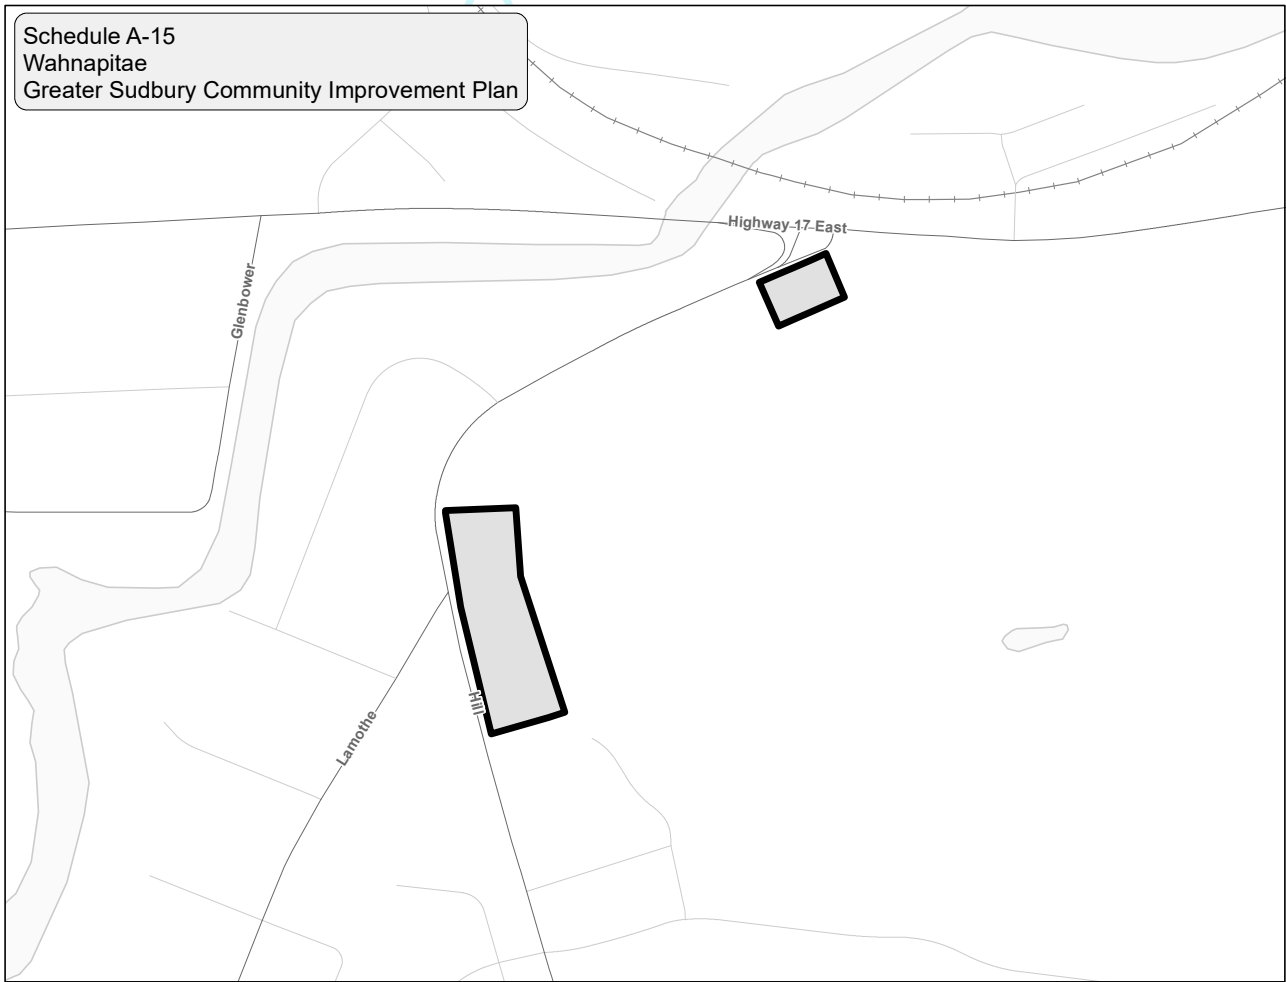 Schedule A-15
Wahnapitae
Greater Sudbury Community Improvement Plan
Highway 17 East
Glenbower
Hill
Lamothe